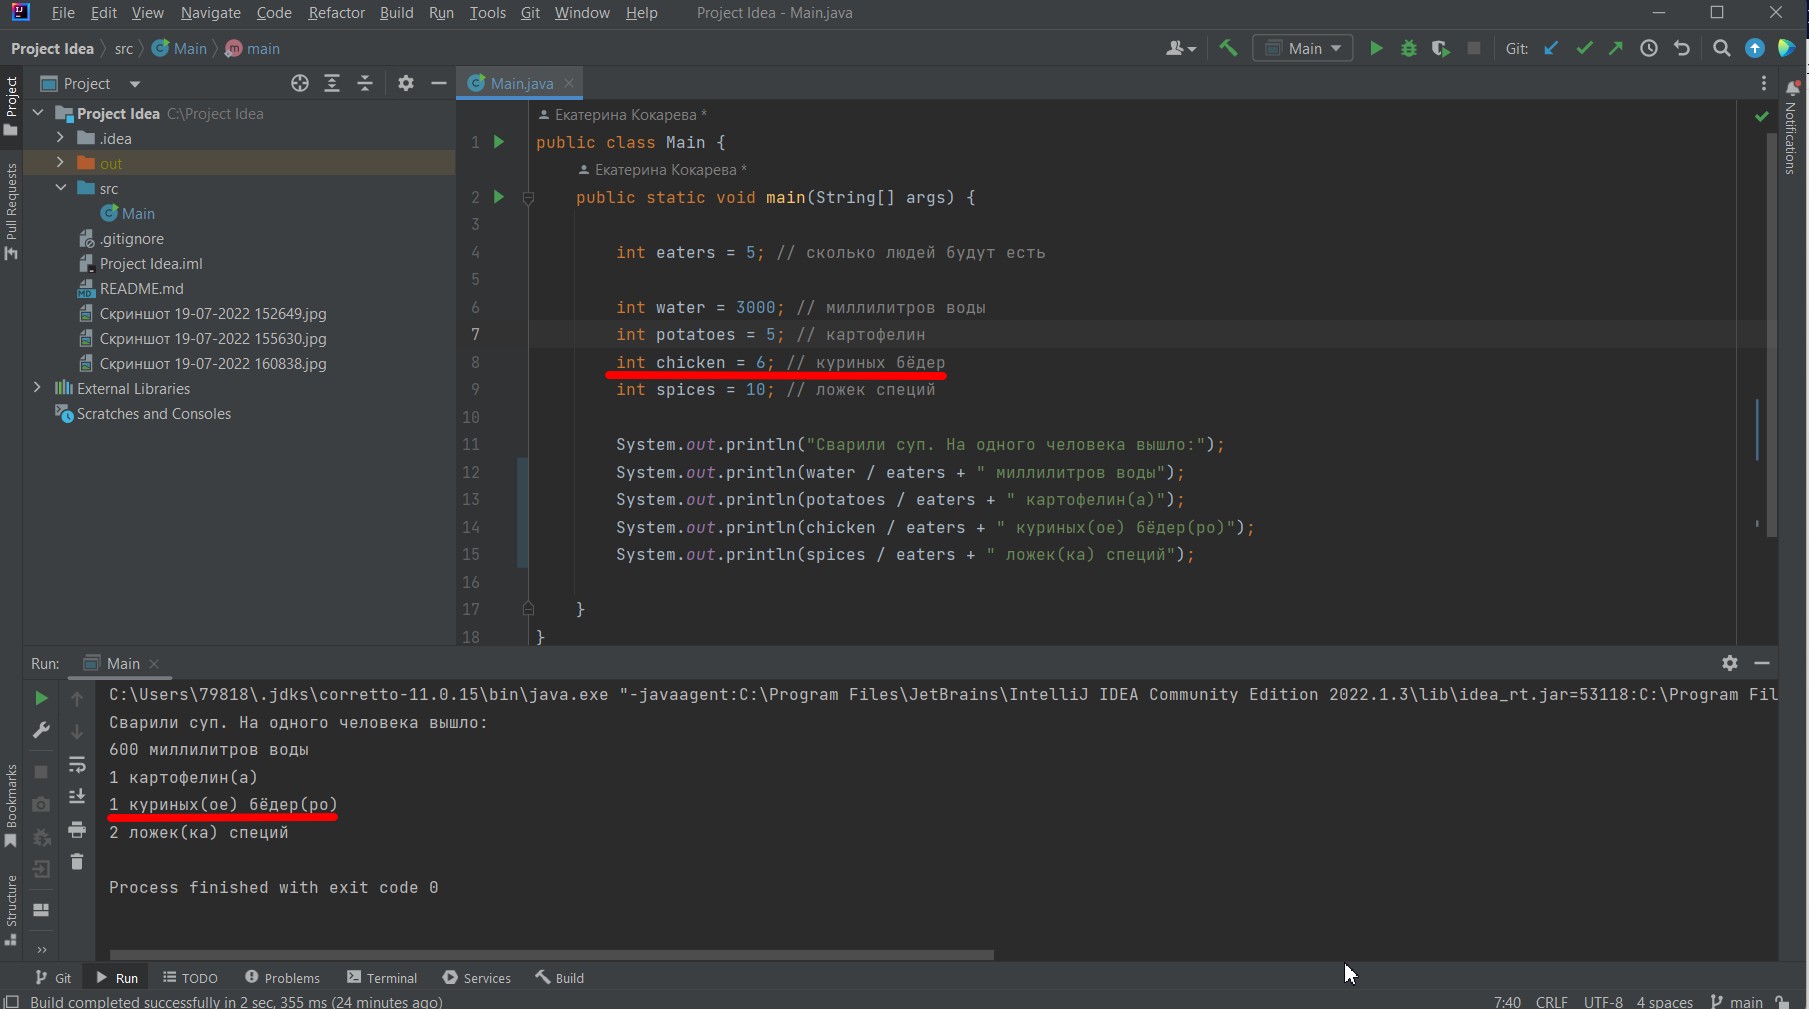 File Edit View Navigate Code Refactor Build Run Tools Git Window Help Project Idea - Main.java
Project Idea src Main main Main Git:
Project Main.java
Project
Pull Requests
Bookmarks
Structure
Notifications
Project Idea C:\Project Idea
.idea
out
src
Main
.gitignore
Project Idea.iml
README.md
Скриншот 19-07-2022 152649.jpg
Скриншот 19-07-2022 155630.jpg
Скриншот 19-07-2022 160838.jpg
External Libraries
Scratches and Consoles
Екатерина Кокарева *
1 public class Main {
Екатерина Кокарева *
2 public static void main(String[] args) {
3
4 int eaters = 5; // сколько людей будут есть
5
6 int water = 3000; // миллилитров воды
7 int potatoes = 5; // картофелин
8 int chicken = 6; // куриных бёдер
9 int spices = 10; // ложек специй
10
11 System.out.println("Сварили суп. На одного человека вышло:");
12 System.out.println(water / eaters + " миллилитров воды");
13 System.out.println(potatoes / eaters + " картофелин(а)");
14 System.out.println(chicken / eaters + " куриных(ое) бёдер(ро)");
15 System.out.println(spices / eaters + " ложек(ка) специй");
16
17 }
18 }
Run: Main
C:\Users\79818\.jdks\corretto-11.0.15\bin\java.exe "-javaagent:C:\Program Files\JetBrains\IntelliJ IDEA Community Edition 2022.1.3\lib\idea_rt.jar=53118:C:\Program Fil
Сварили суп. На одного человека вышло:
600 миллилитров воды
1 картофелин(а)
1 куриных(ое) бёдер(ро)
2 ложек(ка) специй
Process finished with exit code 0
Git Run TODO Problems Terminal Services Build
Build completed successfully in 2 sec, 355 ms (24 minutes ago) 7:40 CRLF UTF-8 4 spaces main